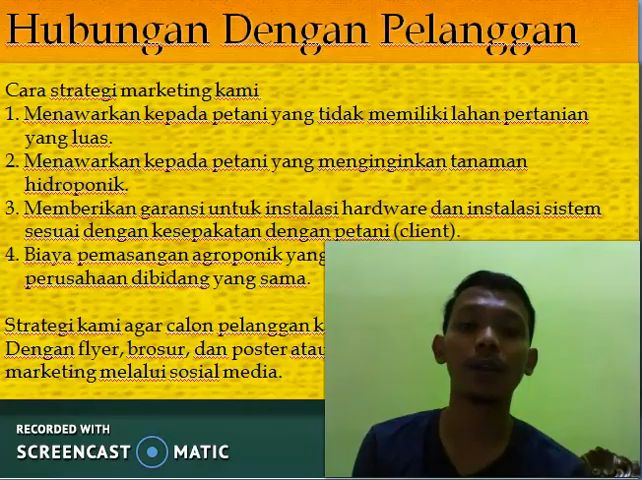 Hubungan Dengan Pelanggan
Cara strategi marketing kami
1. Menawarkan kepada petani yang tidak memiliki lahan pertanian
yang luas.
2. Menawarkan kepada petani yang menginginkan tanaman
hidroponik.
3. Memberikan garansi untuk instalasi hardware dan instalasi sistem
sesuai dengan kesepakatan dengan petani (client).
4. Biaya pemasangan agroponik yang
perusahaan dibidang yang sama.
Strategi kami agar calon pelanggan
Dengan flyer, brosur, dan poster atau
marketing melalui sosial media.
RECORDED WITH
SCREENCAST MATIC